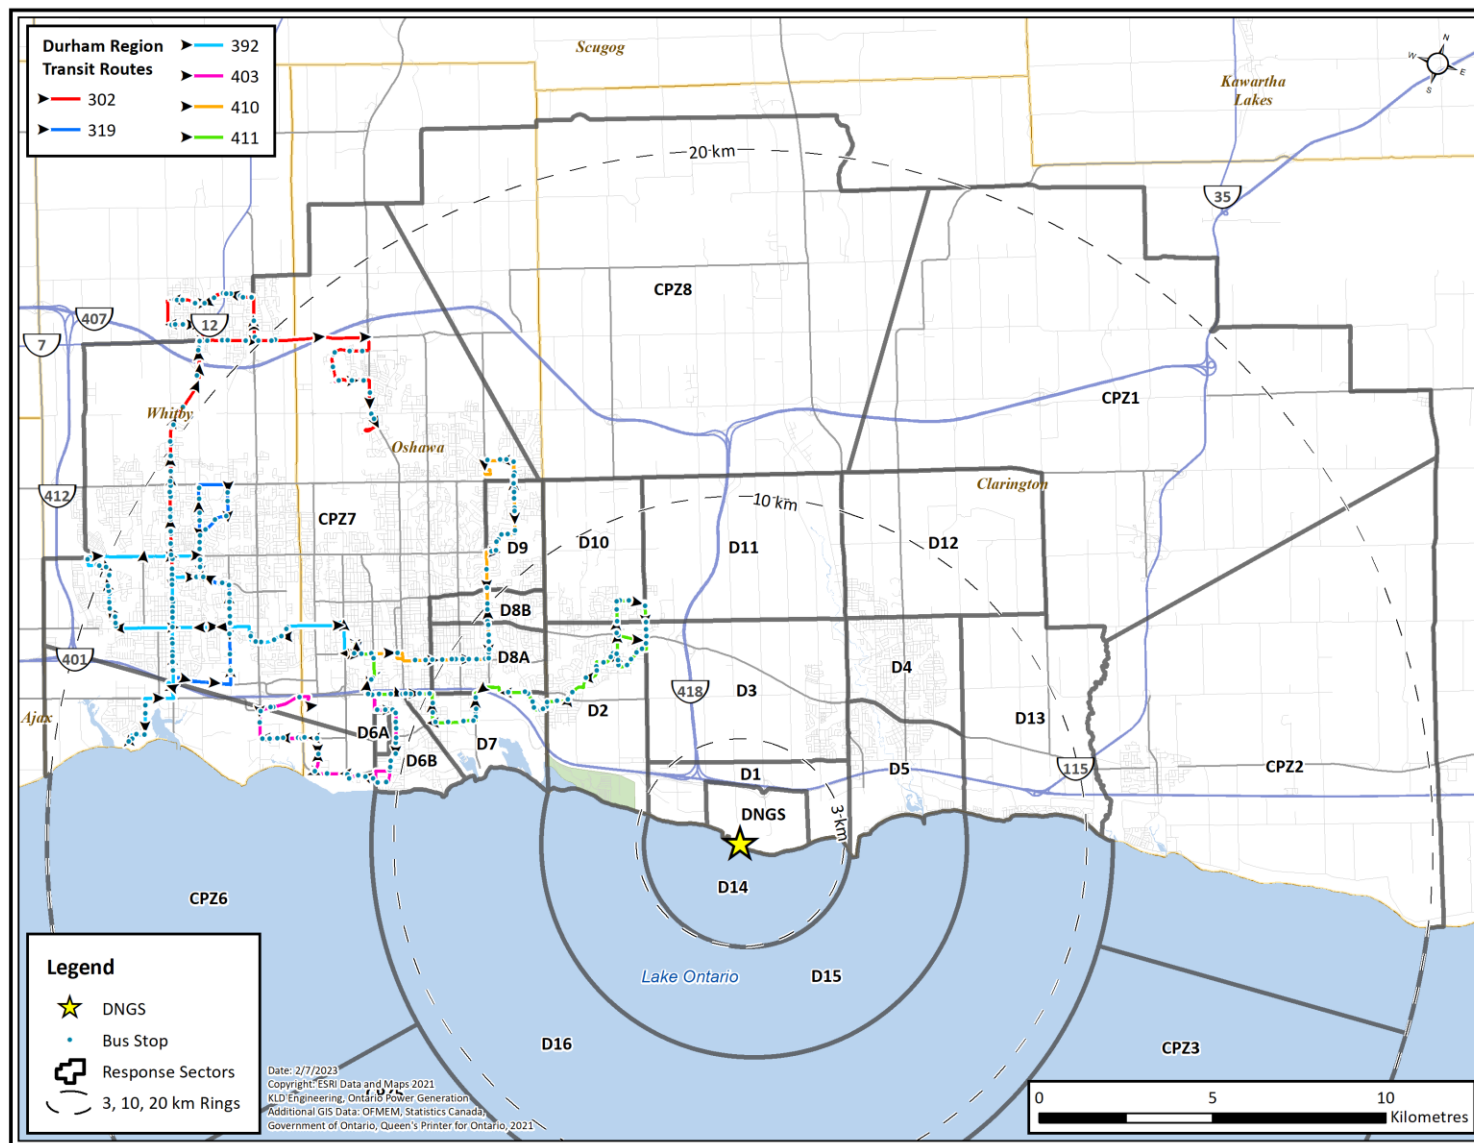 Durham Region
Transit Routes
302
319
392
403
410
411
Scugog
Kawartha
Lakes
N
W
E
S
20 km
35
407
12
7
CPZ8
CPZ1
Whitby
Oshawa
412
CPZ7
10 km
Clarington
D9
D10
D11
D12
D8B
D8A
401
D4
418
D3
D2
Ajax
D13
D6A
D7
D6B
D1
D5
115
CPZ2
DNGS
3 km
D14
CPZ6
Lake Ontario
D15
D16
CPZ3
Legend
DNGS
Bus Stop
Response Sectors
3, 10, 20 km Rings
Date: 2/7/2023
Copyright: ESRI Data and Maps 2021
KLD Engineering, Ontario Power Generation
Additional GIS Data: OFMEM, Statistics Canada,
Government of Ontario, Queen's Printer for Ontario, 2021
0 5 10
Kilometres